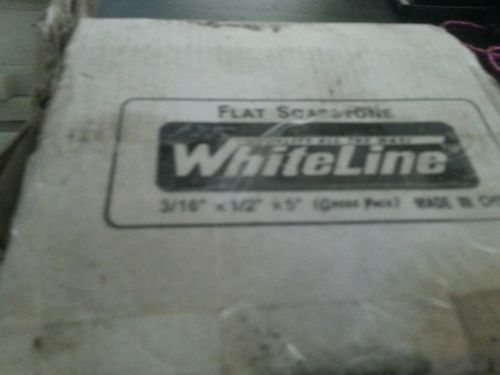 FLAT SOAPSTONE
WHITELINE
3/16" x 1/2" x 5" (GROSS PACK) MADE IN